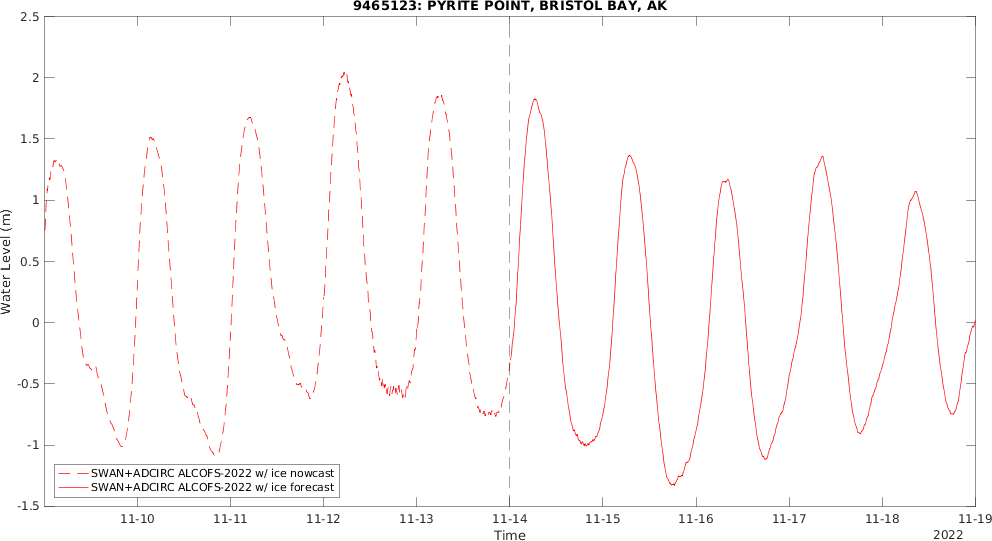 9465123: PYRITE POINT, BRISTOL BAY, AK
2.5
2
1.5
1
0.5
0
-0.5
-1
-1.5
Water Level (m)
SWAN+ADCIRC ALCOFS-2022 w/ ice nowcast
SWAN+ADCIRC ALCOFS-2022 w/ ice forecast
11-10 11-11 11-12 11-13 11-14 11-15 11-16 11-17 11-18 11-19
Time
2022